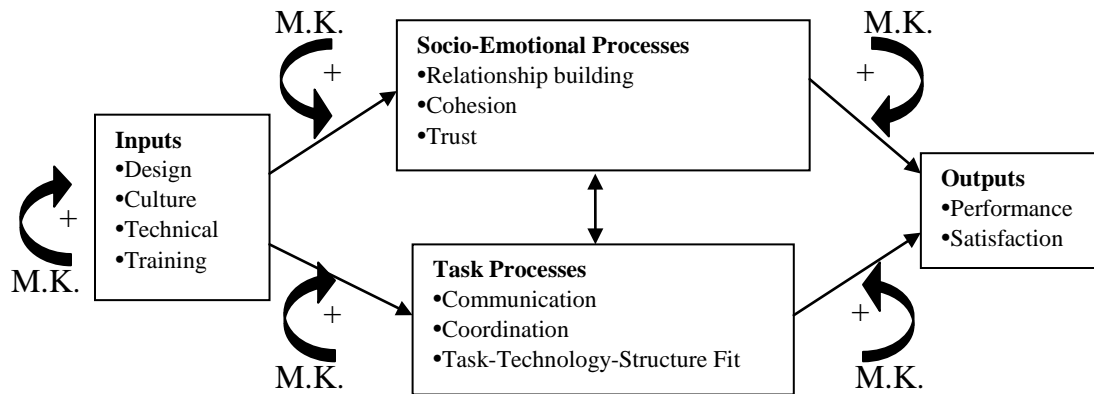 M.K.
+
Socio-Emotional Processes
•Relationship building
•Cohesion
•Trust
M.K.
+
Inputs
•Design
•Culture
•Technical
•Training
+
M.K.
Outputs
•Performance
•Satisfaction
Task Processes
•Communication
•Coordination
•Task-Technology-Structure Fit
+
M.K.
+
M.K.